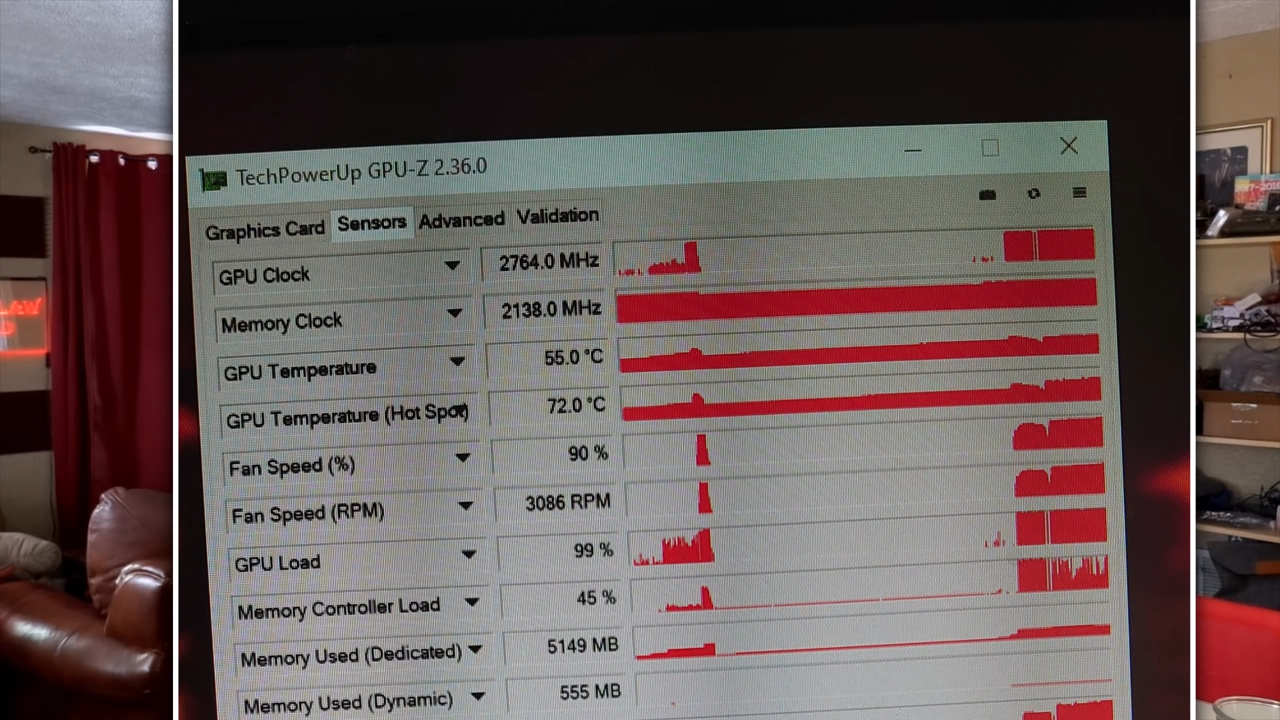 TechPowerUp GPU-Z 2.36.0
Graphics Card Sensors Advanced Validation
GPU Clock 2764.0 MHz
Memory Clock 2138.0 MHz
GPU Temperature 55.0 °C
GPU Temperature (Hot Spot) 72.0 °C
Fan Speed (%) 90 %
Fan Speed (RPM) 3086 RPM
GPU Load 99 %
Memory Controller Load 45 %
Memory Used (Dedicated) 5149 MB
Memory Used (Dynamic) 555 MB